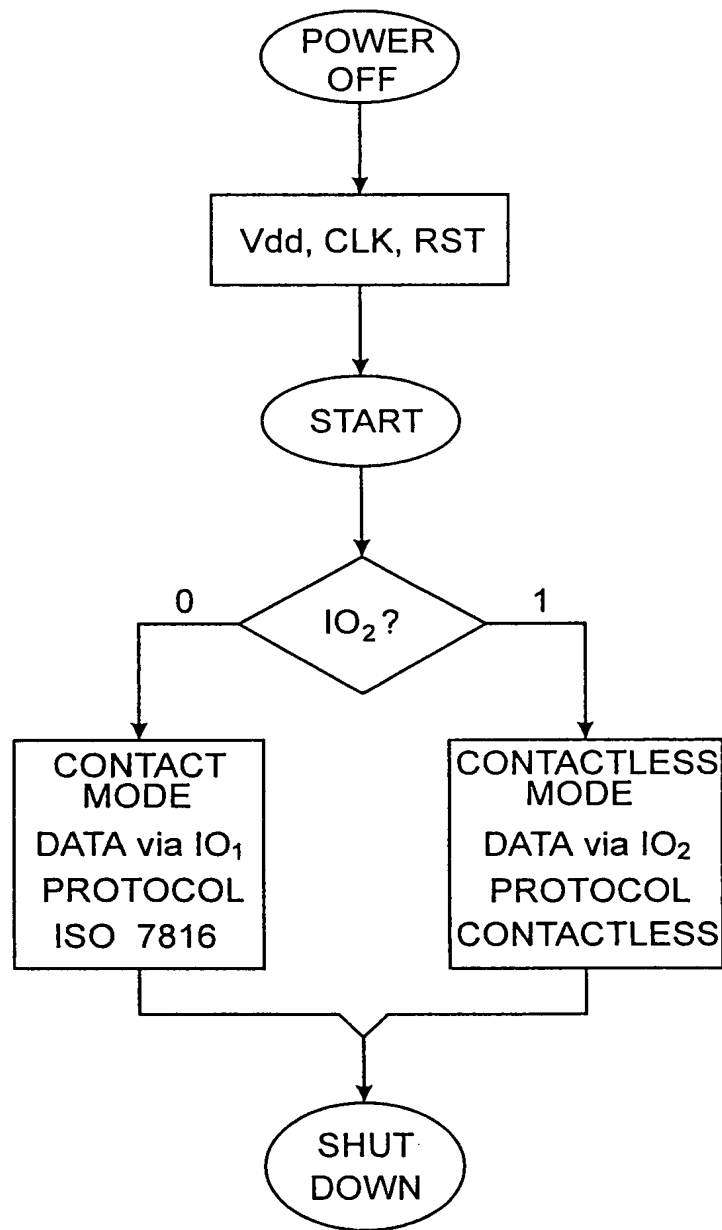 POWER
OFF
Vdd, CLK, RST
START
IO₂?
0
1
CONTACT
MODE
DATA via IO₁
PROTOCOL
ISO 7816
CONTACTLESS
MODE
DATA via IO₂
PROTOCOL
CONTACTLESS
SHUT
DOWN